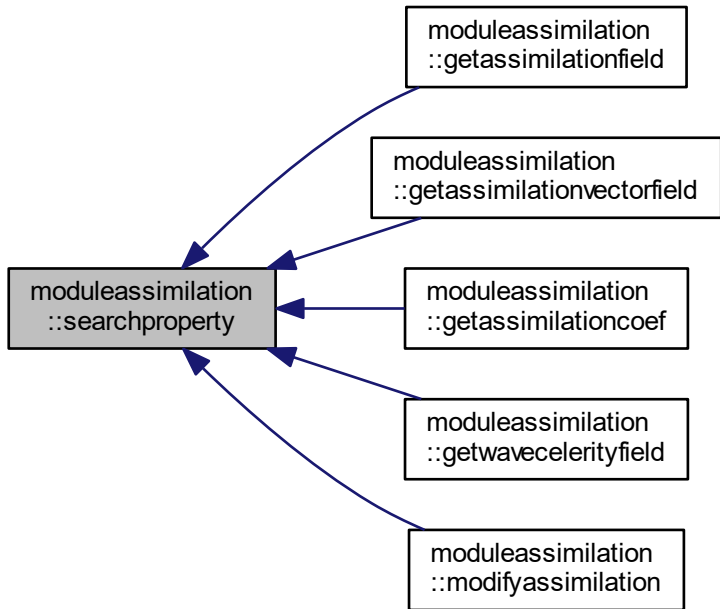 moduleassimilation
::getassimilationfield
moduleassimilation
::getassimilationvectorfield
moduleassimilation
::searchproperty
moduleassimilation
::getassimilationcoef
moduleassimilation
::getwavecelerityfield
moduleassimilation
::modifyassimilation